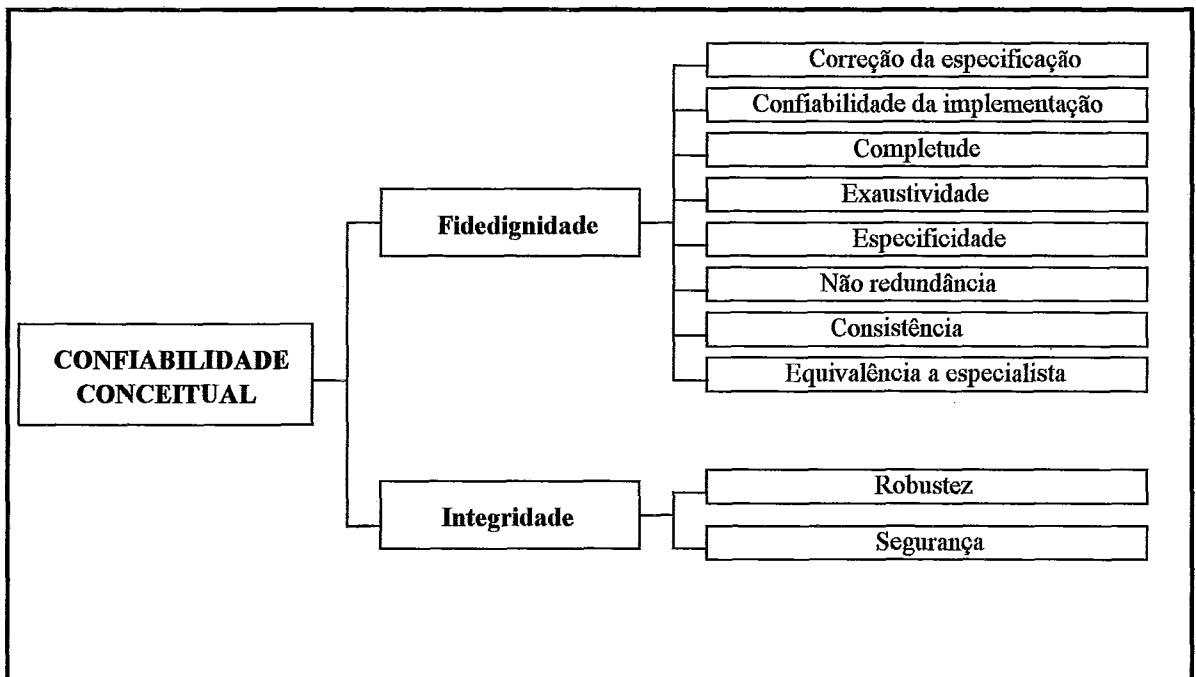 Correção da especificação
Confiabilidade da implementação
Completude
Exaustividade
Fidedignidade
Especificidade
Não redundância
Consistência
CONFIABILIDADE
CONCEITUAL
Equivalência a especialista
Robustez
Integridade
Segurança